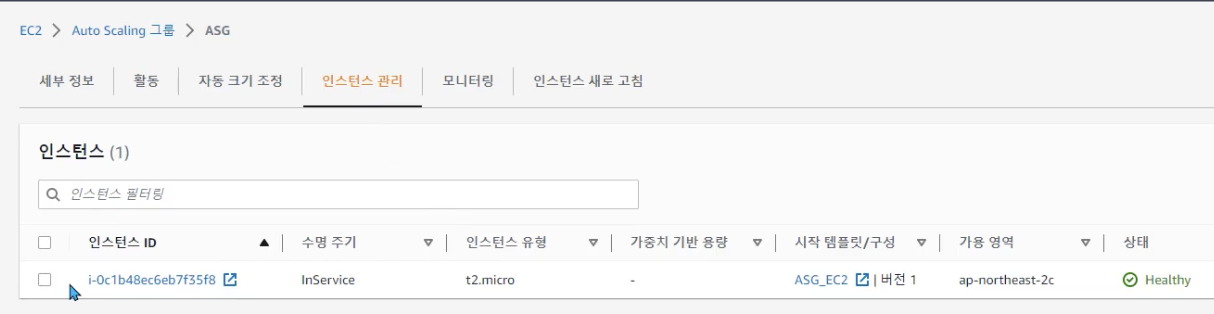 EC2 > Auto Scaling 그룹 > ASG
세부 정보 | 활동 | 자동 크기 조정 | 인스턴스 관리 | 모니터링 | 인스턴스 새로 고침
인스턴스 (1)
인스턴스 필터링
인스턴스 ID ▲ | 수명 주기 ▽ | 인스턴스 유형 ▽ | 가중치 기반 용량 ▽ | 시작 템플릿/구성 ▽ | 가용 영역 ▽ | 상태
i-0c1b48ec6eb7f35f8 InService t2.micro - ASG_EC2 | 버전 1 ap-northeast-2c Healthy